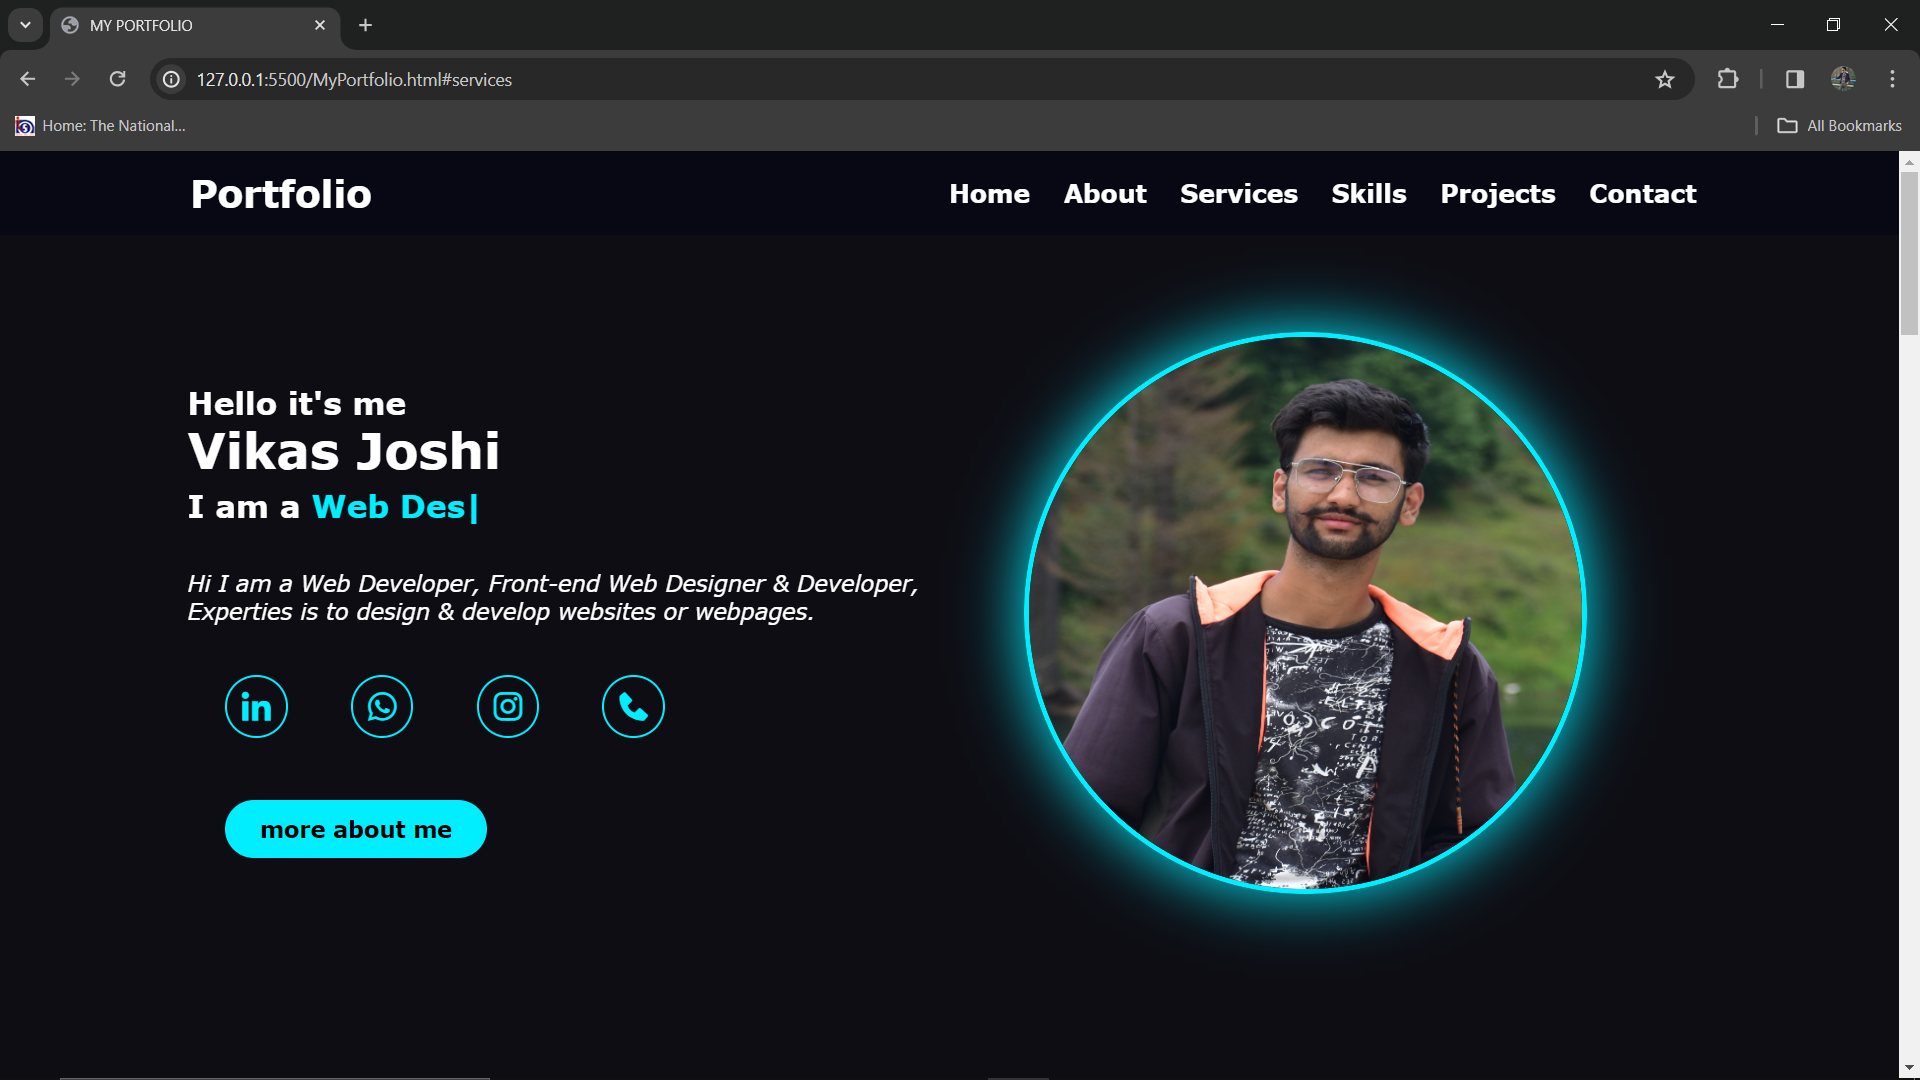 MY PORTFOLIO
127.0.0.1:5500/MyPortfolio.html#services
Home: The National...
All Bookmarks
Portfolio
Home About Services Skills Projects Contact
Hello it's me
Vikas Joshi
I am a Web Des|
Hi I am a Web Developer, Front-end Web Designer & Developer,
Experties is to design & develop websites or webpages.
in
more about me